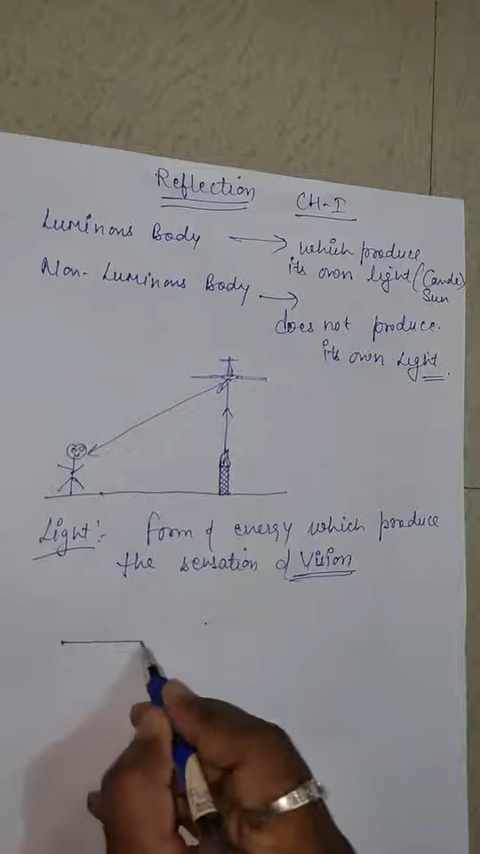 Reflection CH-I
Luminous Body → which produce
its own light (Candle)
Sun
Non-Luminous Body →
does not produce.
its own light.
Light:- form of energy which produce
the sensation of Vision